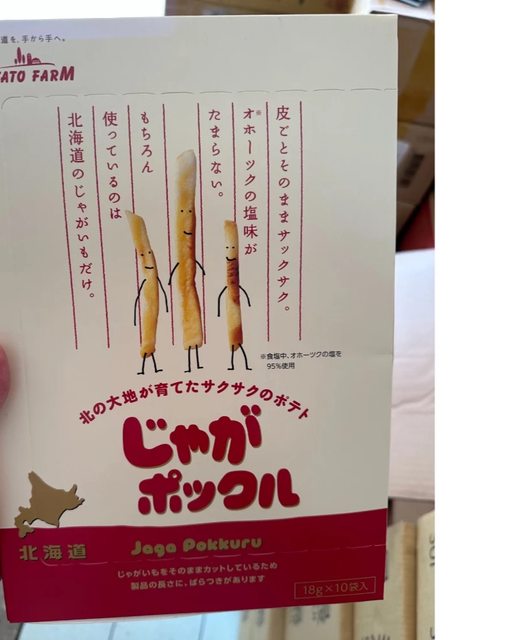 道を、手から手へ。
ATO FARM
皮ごとそのままサックサク。
※オホーツクの塩味が
たまらない。
もちろん
使っているのは
北海道のじゃがいもだけ。
※食塩中、オホーツクの塩を
95%使用
北の大地が育てたサクサクのポテト
じゃが
ポックル
北海道
Jaga Pokkuru
じゃがいもをそのままカットしているため
製品の長さに、ばらつきがあります
18g×10袋入